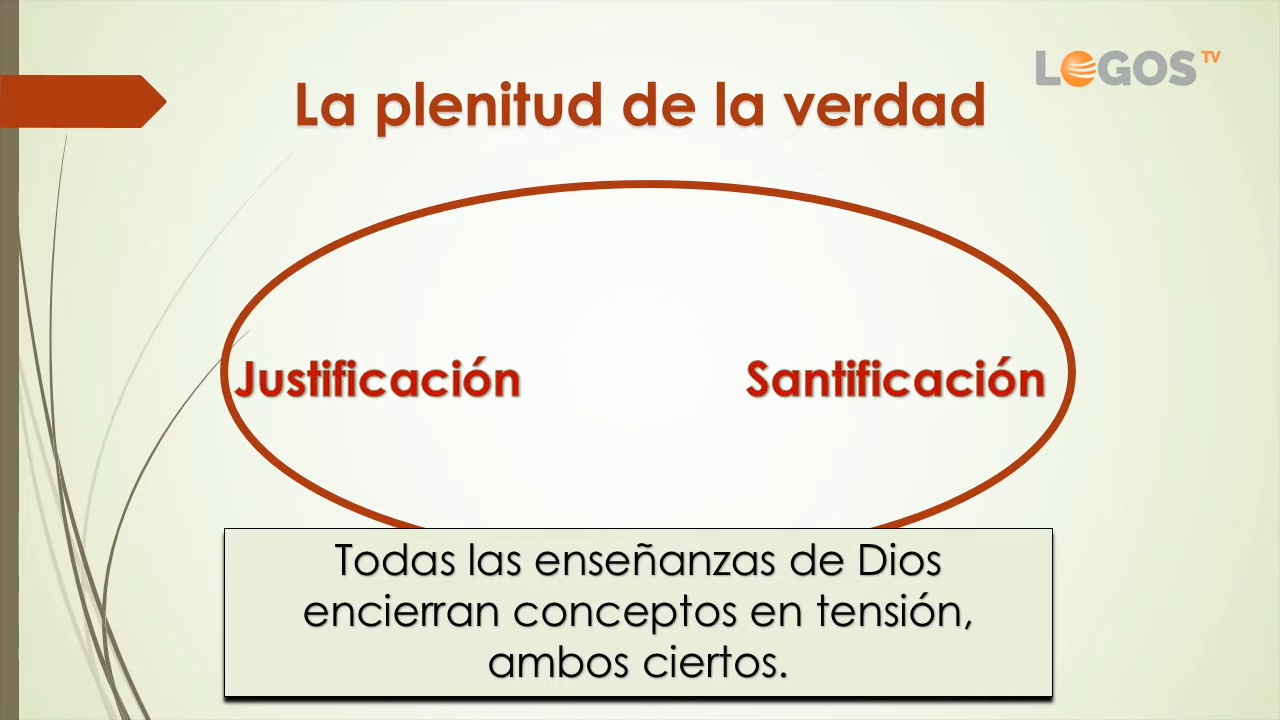 LOGOS TV
La plenitud de la verdad
Justificación Santificación
Todas las enseñanzas de Dios
encierran conceptos en tensión,
ambos ciertos.